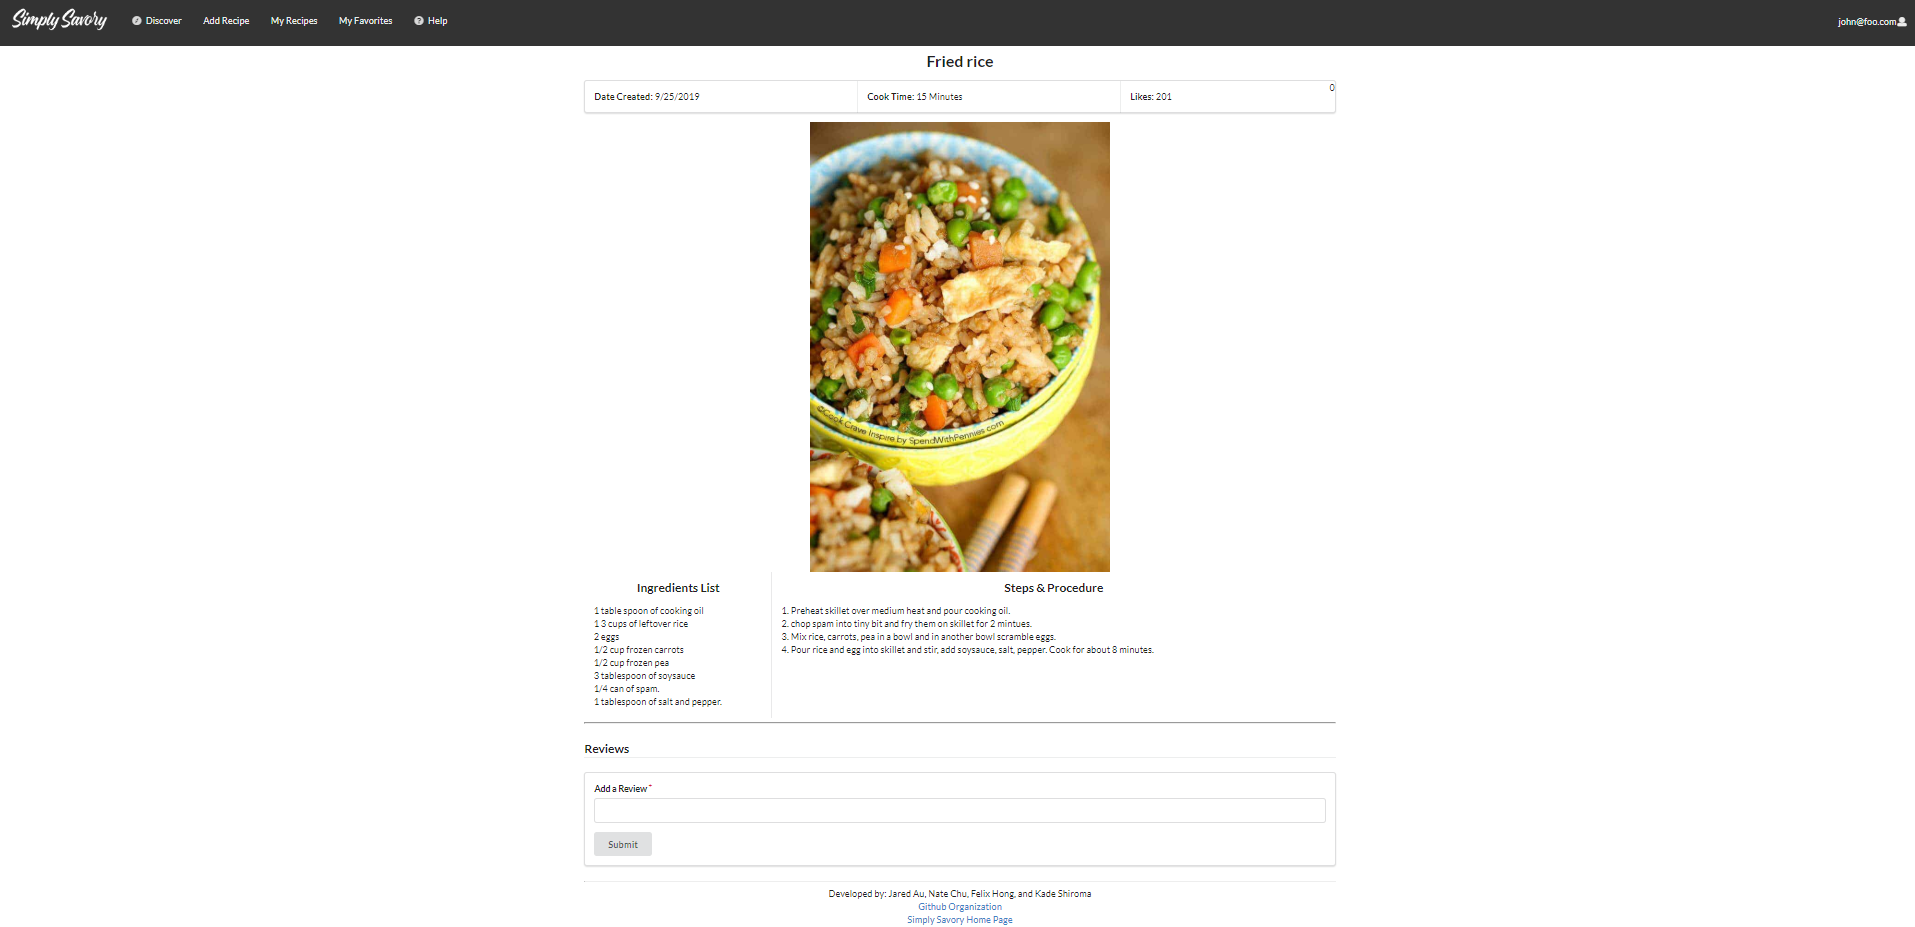 Simply Savory Discover Add Recipe My Recipes My Favorites Help john@foo.com
Fried rice
Date Created: 9/25/2019 Cook Time: 15 Minutes Likes: 201 0
©Cook Crave Inspire by SpendWithPennies.com
Ingredients List
1 table spoon of cooking oil
1 3 cups of leftover rice
2 eggs
1/2 cup frozen carrots
1/2 cup frozen pea
3 tablespoon of soysauce
1/4 can of spam.
1 tablespoon of salt and pepper.
Steps & Procedure
1. Preheat skillet over medium heat and pour cooking oil.
2. chop spam into tiny bit and fry them on skillet for 2 mintues.
3. Mix rice, carrots, pea in a bowl and in another bowl scramble eggs.
4. Pour rice and egg into skillet and stir, add soysauce, salt, pepper. Cook for about 8 minutes.
Reviews
Add a Review*
Submit
Developed by: Jared Au, Nate Chu, Felix Hong, and Kade Shiroma
Github Organization
Simply Savory Home Page